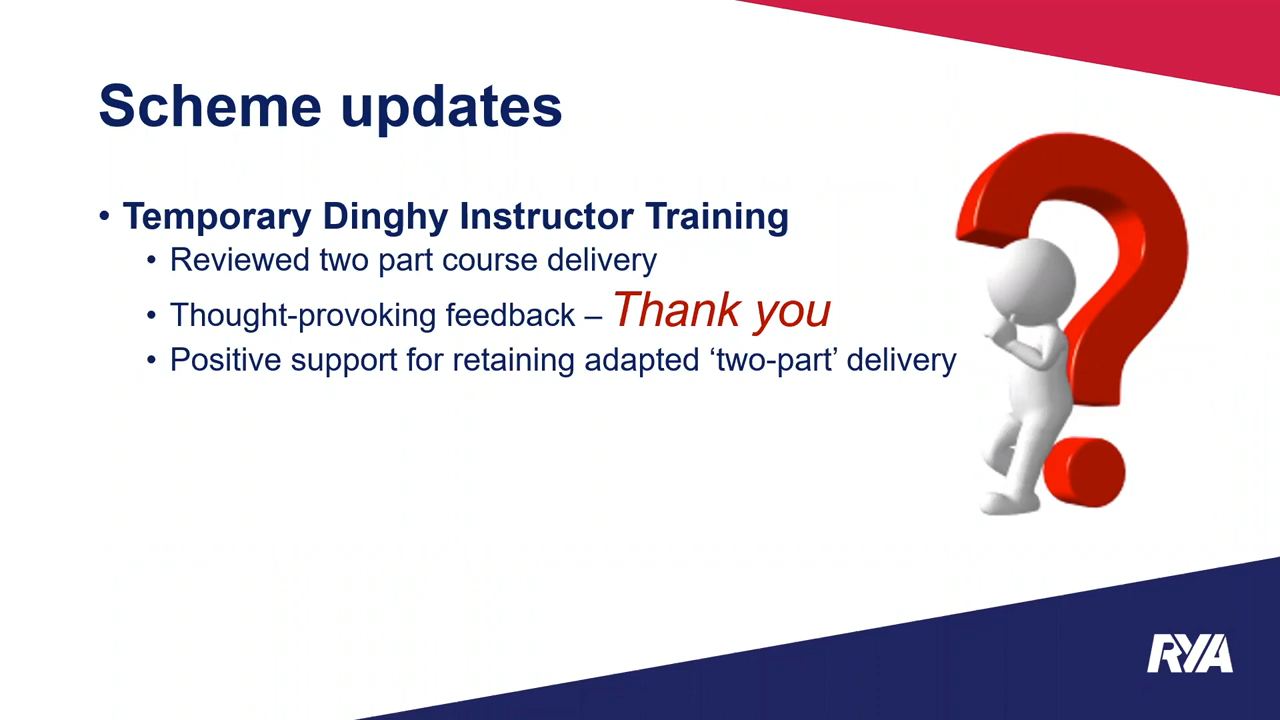 Scheme updates
• Temporary Dinghy Instructor Training
• Reviewed two part course delivery
• Thought-provoking feedback – Thank you
• Positive support for retaining adapted ‘two-part’ delivery
RYA